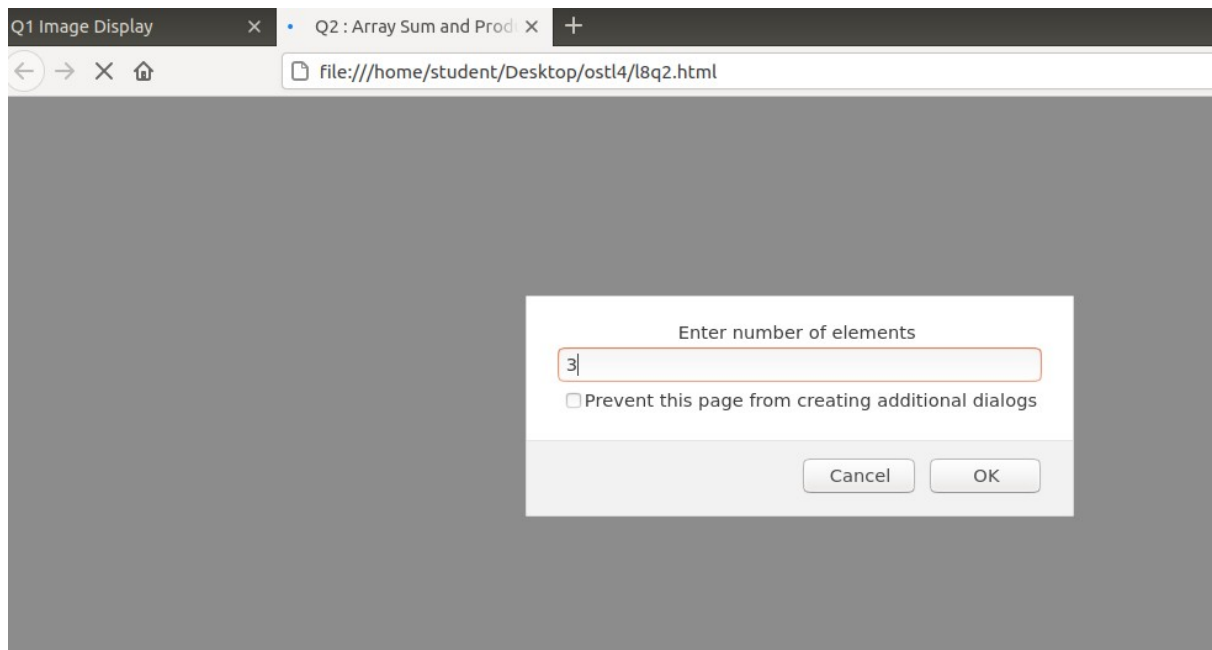 Q1 Image Display
Q2 : Array Sum and Prod
file:///home/student/Desktop/ostl4/l8q2.html
Enter number of elements
3
Prevent this page from creating additional dialogs
Cancel OK